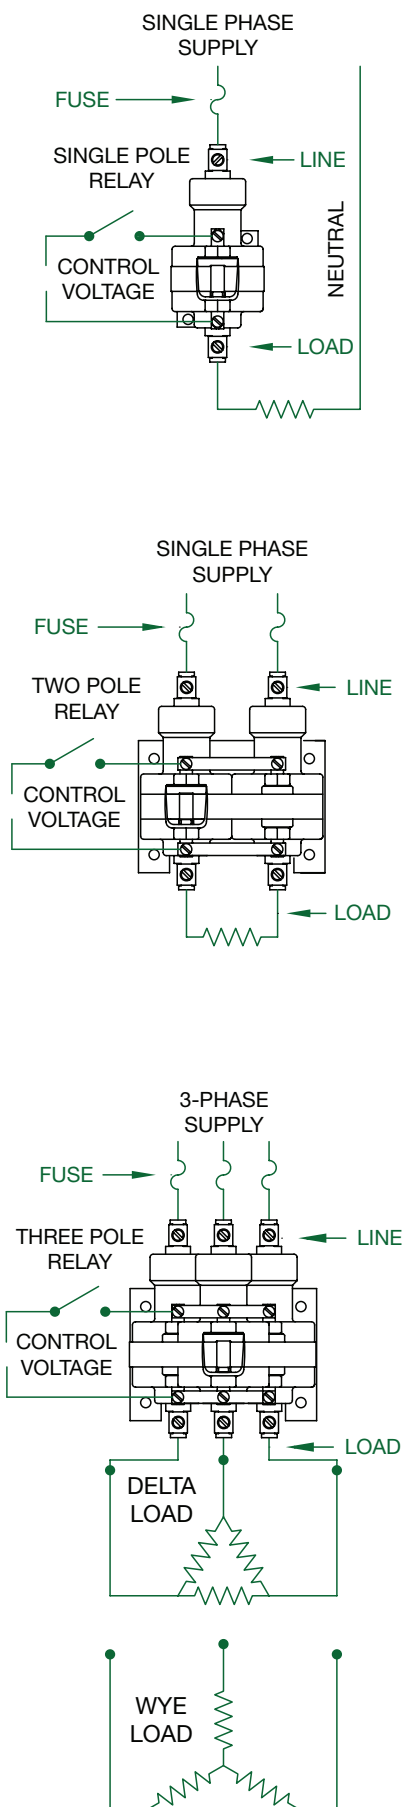 SINGLE PHASE
SUPPLY
FUSE
SINGLE POLE
RELAY
LINE
CONTROL
VOLTAGE
NEUTRAL
LOAD
SINGLE PHASE
SUPPLY
FUSE
TWO POLE
RELAY
LINE
CONTROL
VOLTAGE
LOAD
3-PHASE
SUPPLY
FUSE
THREE POLE
RELAY
LINE
CONTROL
VOLTAGE
LOAD
DELTA
LOAD
WYE
LOAD